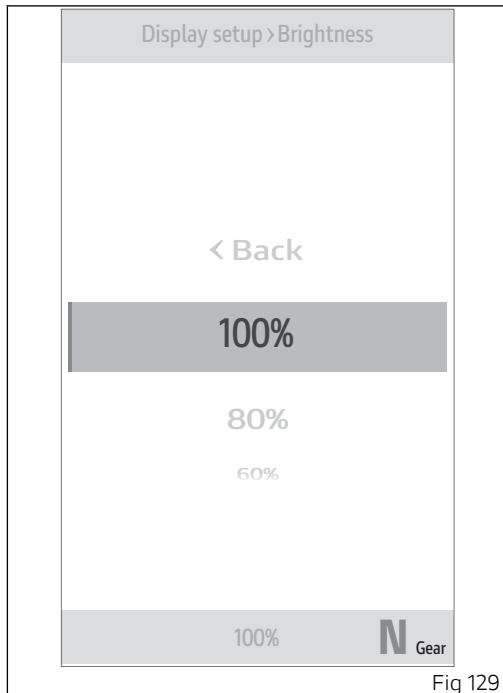 Display setup › Brightness
< Back
100%
80%
60%
100%
N Gear
Fig 129